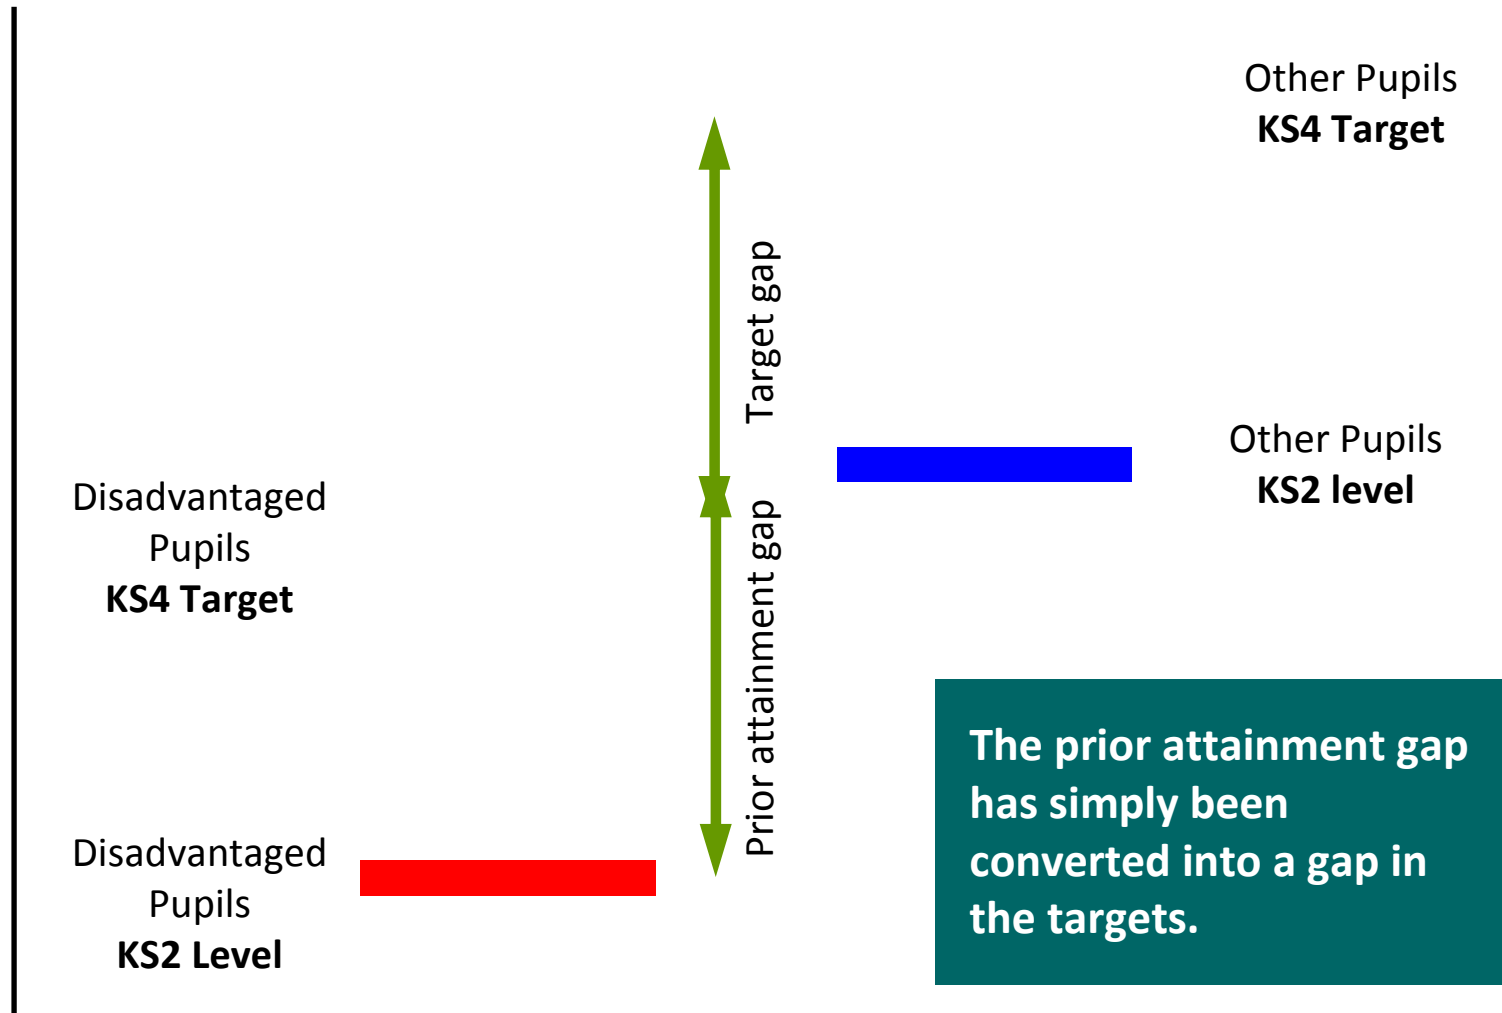 Other Pupils
KS4 Target
Target gap
Other Pupils
KS2 level
Disadvantaged
Pupils
KS4 Target
Prior attainment gap
The prior attainment gap
has simply been
converted into a gap in
the targets.
Disadvantaged
Pupils
KS2 Level